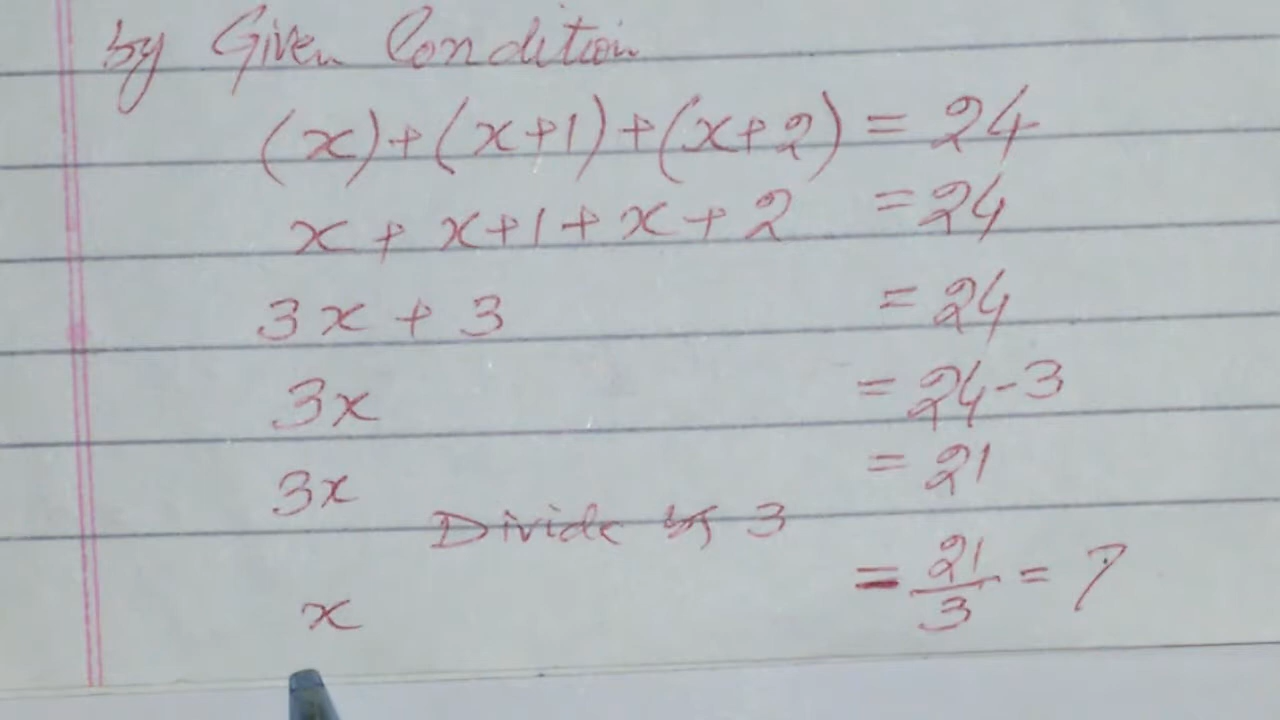 by Given Condition
(x)+(x+1)+(x+2) = 24
x + x+1+x+2 = 24
3x + 3 = 24
3x = 24-3
3x = 21
Divide by 3
x = 21/3 = 7